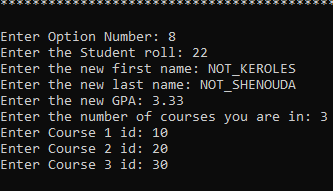 ****************************************
Enter Option Number: 8
Enter the Student roll: 22
Enter the new first name: NOT_KEROLES
Enter the new last name: NOT_SHENOUDA
Enter the new GPA: 3.33
Enter the number of courses you are in: 3
Enter Course 1 id: 10
Enter Course 2 id: 20
Enter Course 3 id: 30